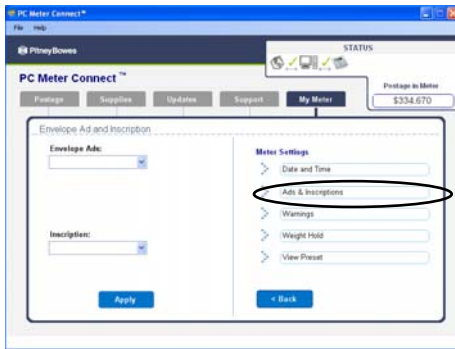 PC Meter Connect™
File Help
PitneyBowes
STATUS
PC Meter Connect™
Postage in Meter
$334.670
Postage
Supplies
Updates
Support
My Meter
Envelope Ad and Inscription
Envelope Ads:
Inscription:
Apply
Meter Settings
Date and Time
Ads & Inscriptions
Warnings
Weight Hold
View Preset
< Back